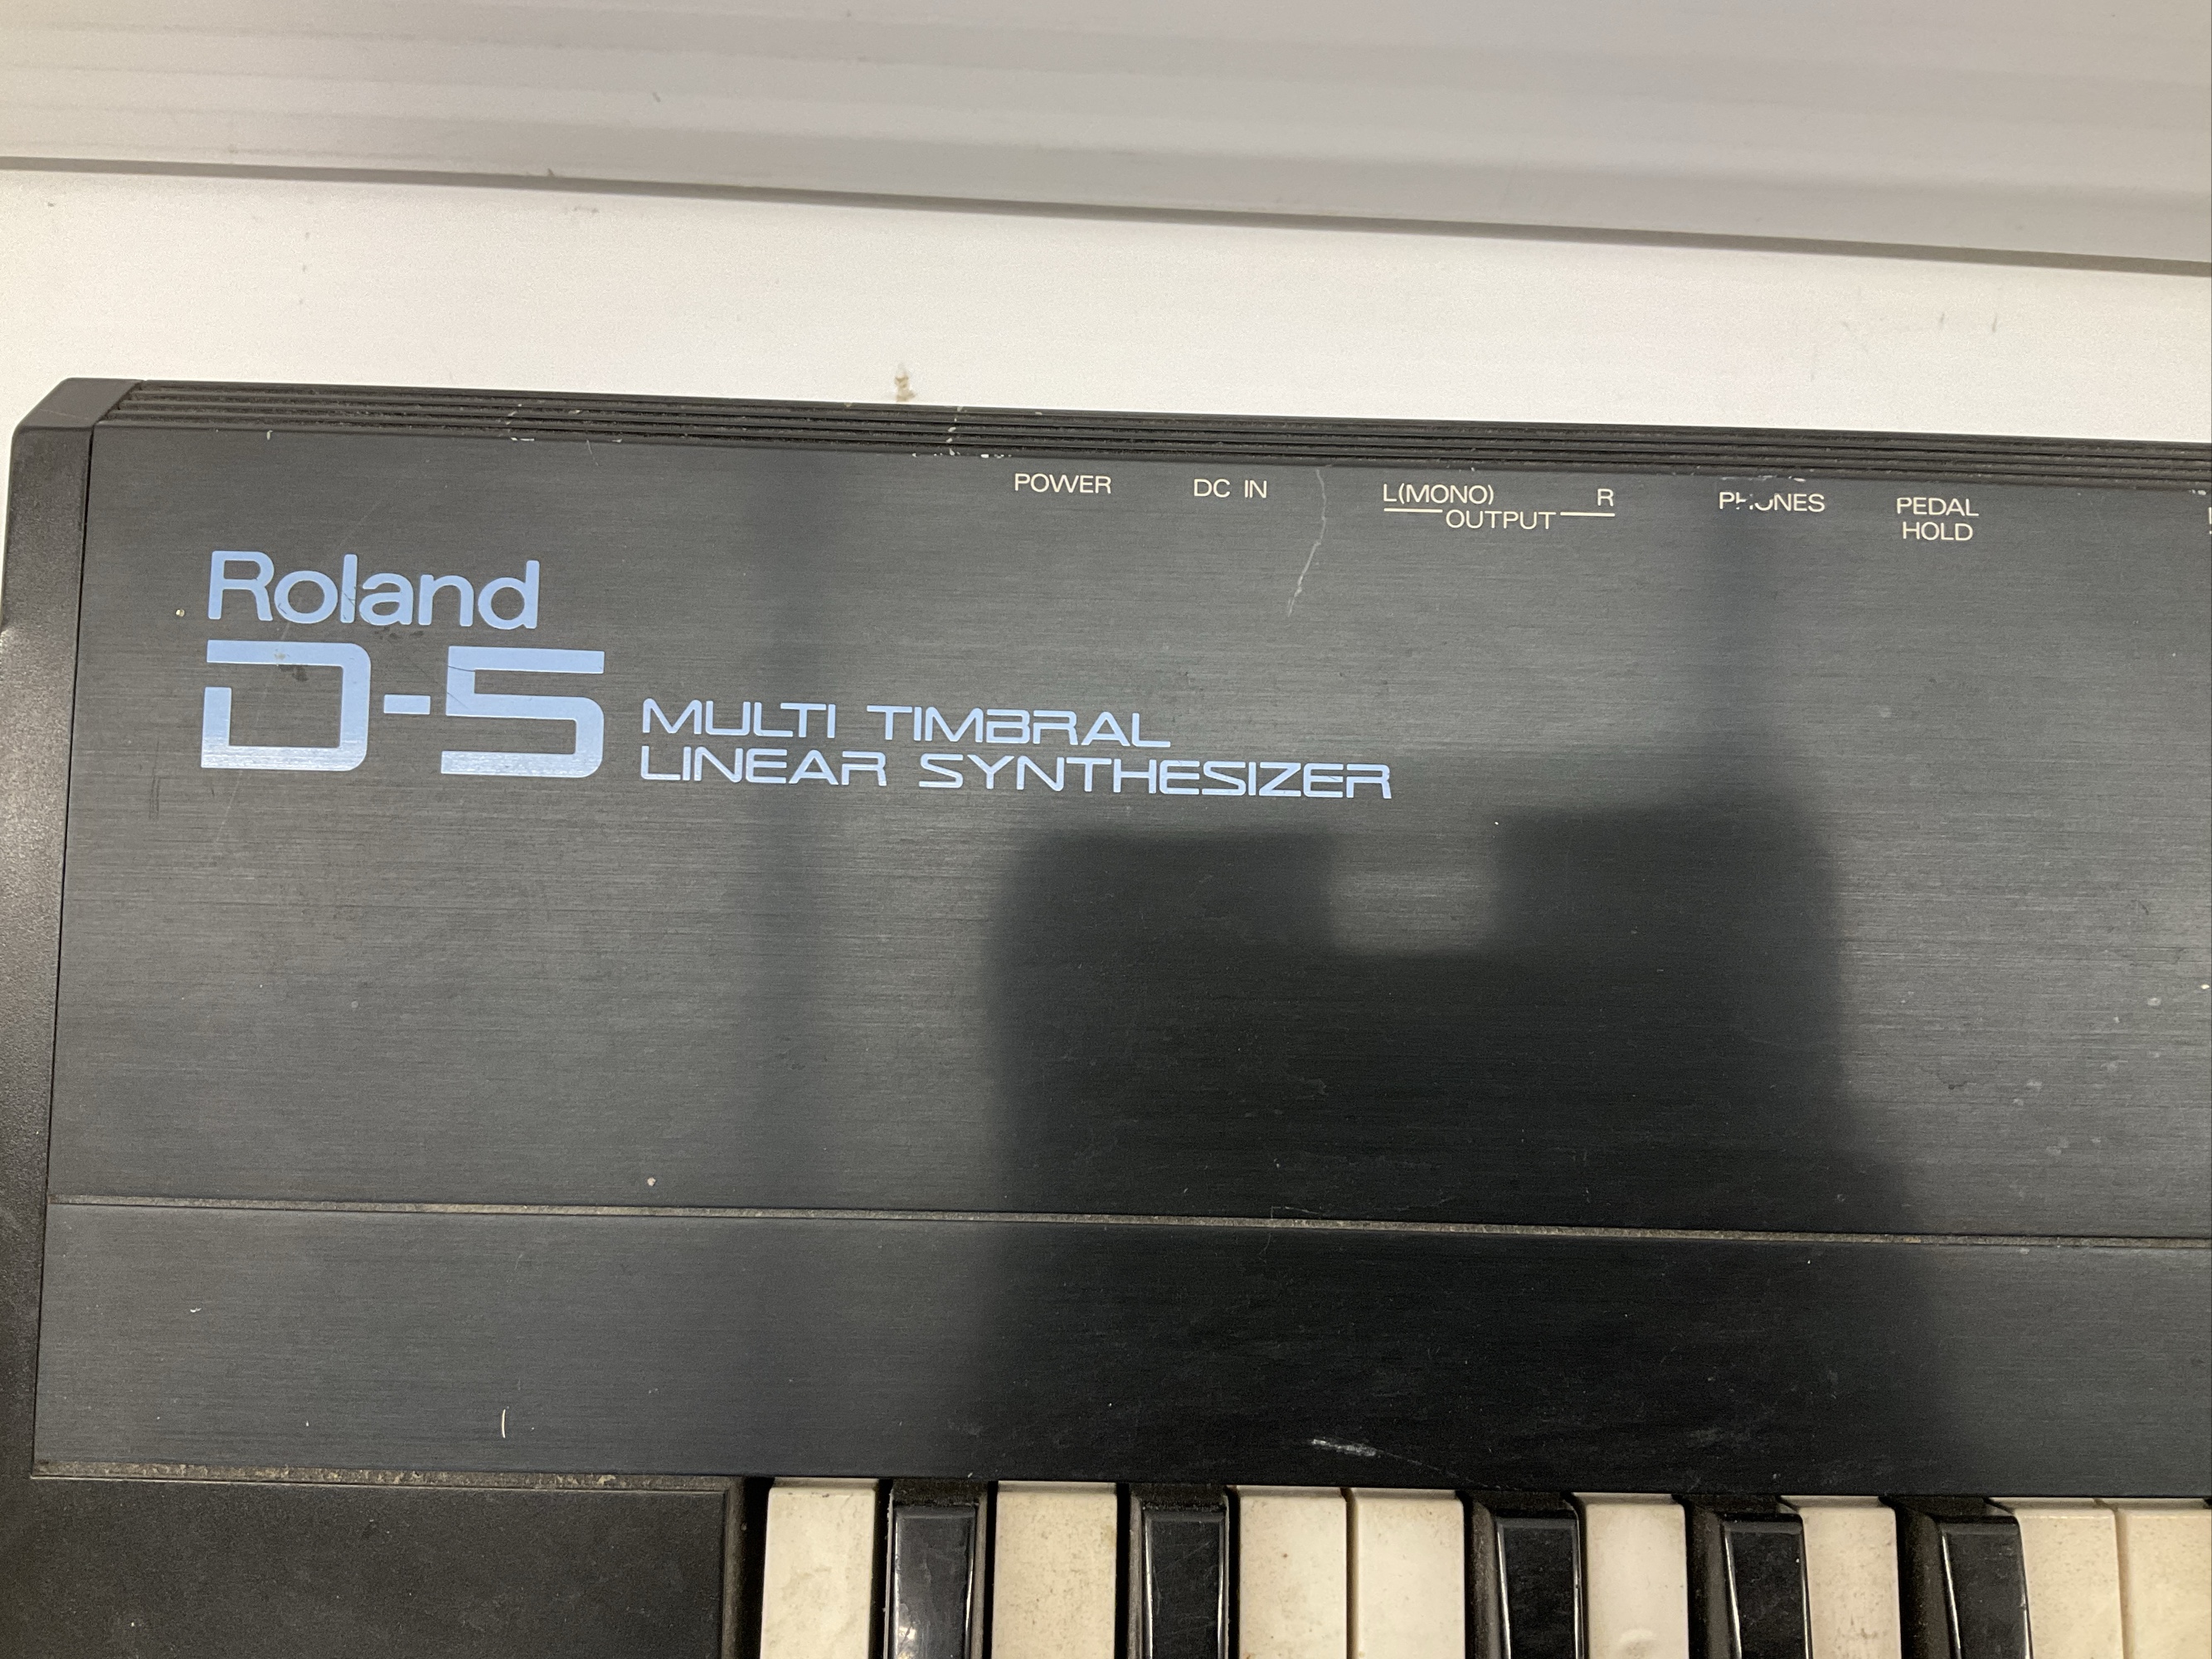 POWER
DC IN
L(MONO) R
OUTPUT
PHONES
PEDAL
HOLD
Roland
D-5
MULTI TIMBRAL
LINEAR SYNTHESIZER